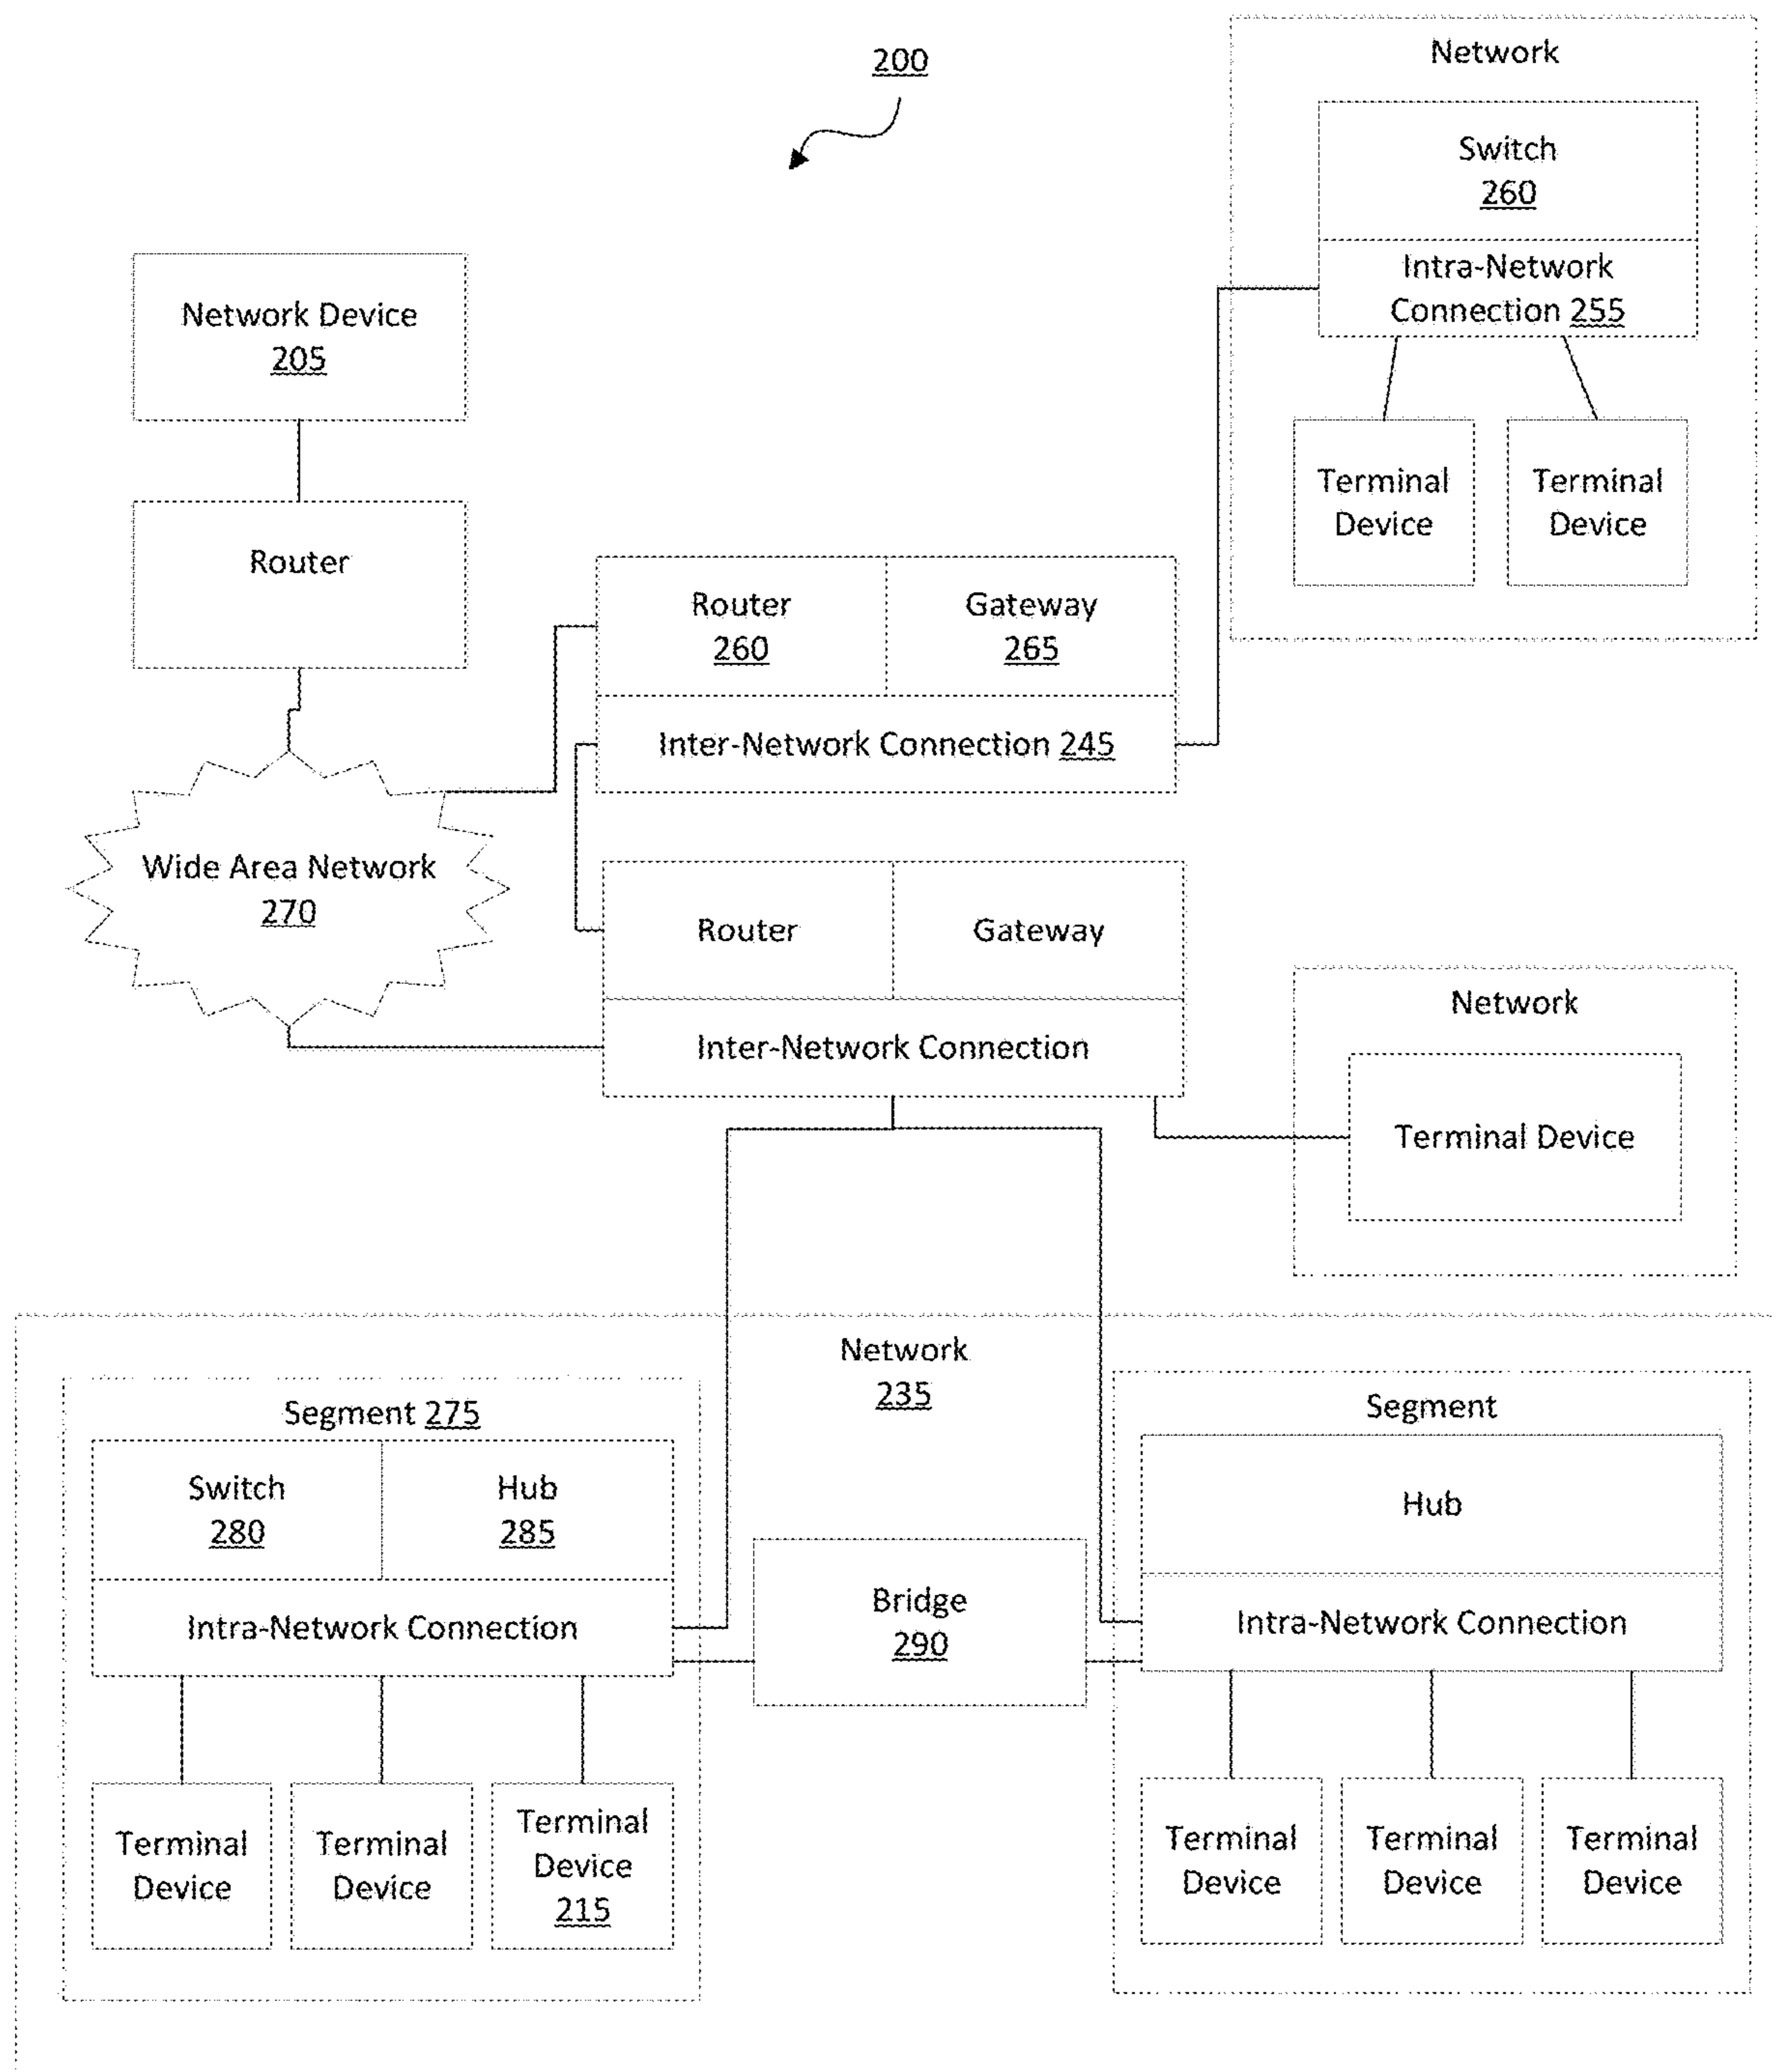 200
Network
Switch
260
Intra-Network
Connection 255
Terminal
Device
Terminal
Device
Network Device
205
Router
Router
260
Gateway
265
Inter-Network Connection 245
Wide Area Network
270
Router
Gateway
Inter-Network Connection
Network
Terminal Device
Network
235
Segment 275
Switch
280
Hub
285
Intra-Network Connection
Terminal
Device
Terminal
Device
Terminal
Device
215
Bridge
290
Segment
Hub
Intra-Network Connection
Terminal
Device
Terminal
Device
Terminal
Device